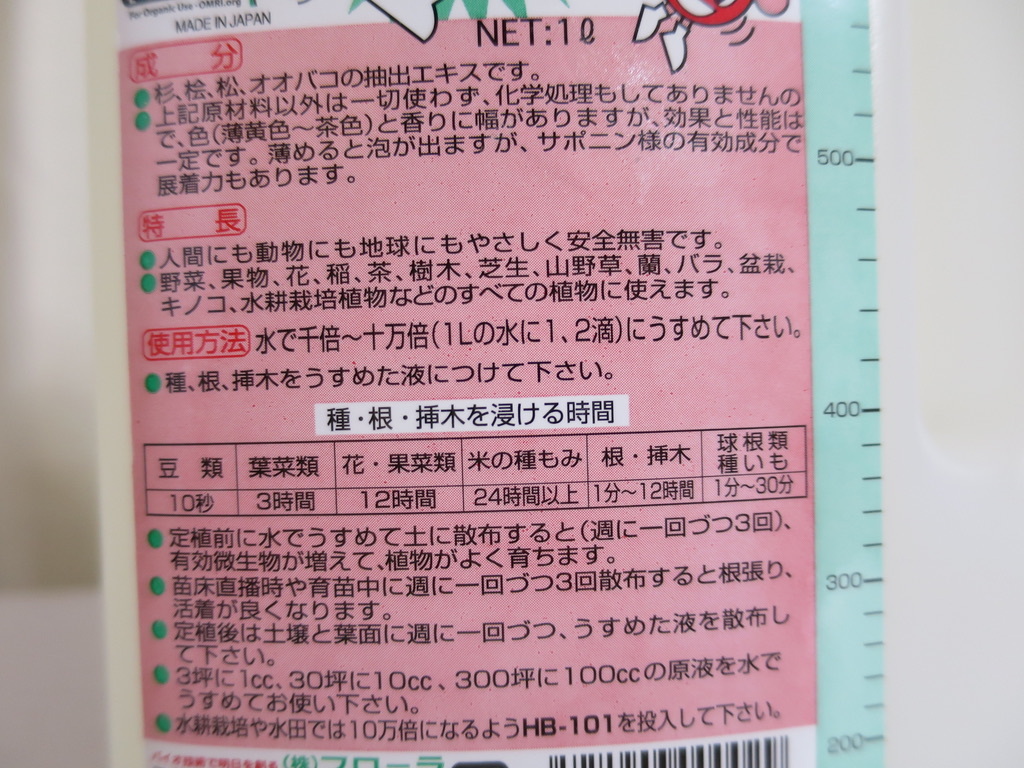 For Organic Use -OMRI.org
MADE IN JAPAN
NET:1ℓ
成 分
●杉、桧、松、オオバコの抽出エキスです。
●上記原材料以外は一切使わず、化学処理もしてありませんの
で、色(薄黄色～茶色)と香りに幅がありますが、効果と性能は
一定です。薄めると泡が出ますが、サポニン様の有効成分で
展着力もあります。
特 長
●人間にも動物にも地球にもやさしく安全無害です。
●野菜、果物、花、稲、茶、樹木、芝生、山野草、蘭、バラ、盆栽、
キノコ、水耕栽培植物などのすべての植物に使えます。
使用方法 水で千倍～十万倍(1Lの水に1、2滴)にうすめて下さい。
●種、根、挿木をうすめた液につけて下さい。
種・根・挿木を浸ける時間
豆 類 葉菜類 花・果菜類 米の種もみ 根・挿木 球根類 種いも
10秒 3時間 12時間 24時間以上 1分～12時間 1分～30分
●定植前に水でうすめて土に散布すると(週に一回づつ3回)、
有効微生物が増えて、植物がよく育ちます。
●苗床直播時や育苗中に週に一回づつ3回散布すると根張り、
活着が良くなります。
●定植後は土壌と葉面に週に一回づつ、うすめた液を散布し
て下さい。
●3坪に1cc、30坪に10cc、300坪に100ccの原液を水で
うすめてお使い下さい。
●水耕栽培や水田では10万倍になるようHB-101を投入して下さい。
(株)フローラ
500
400
300
200